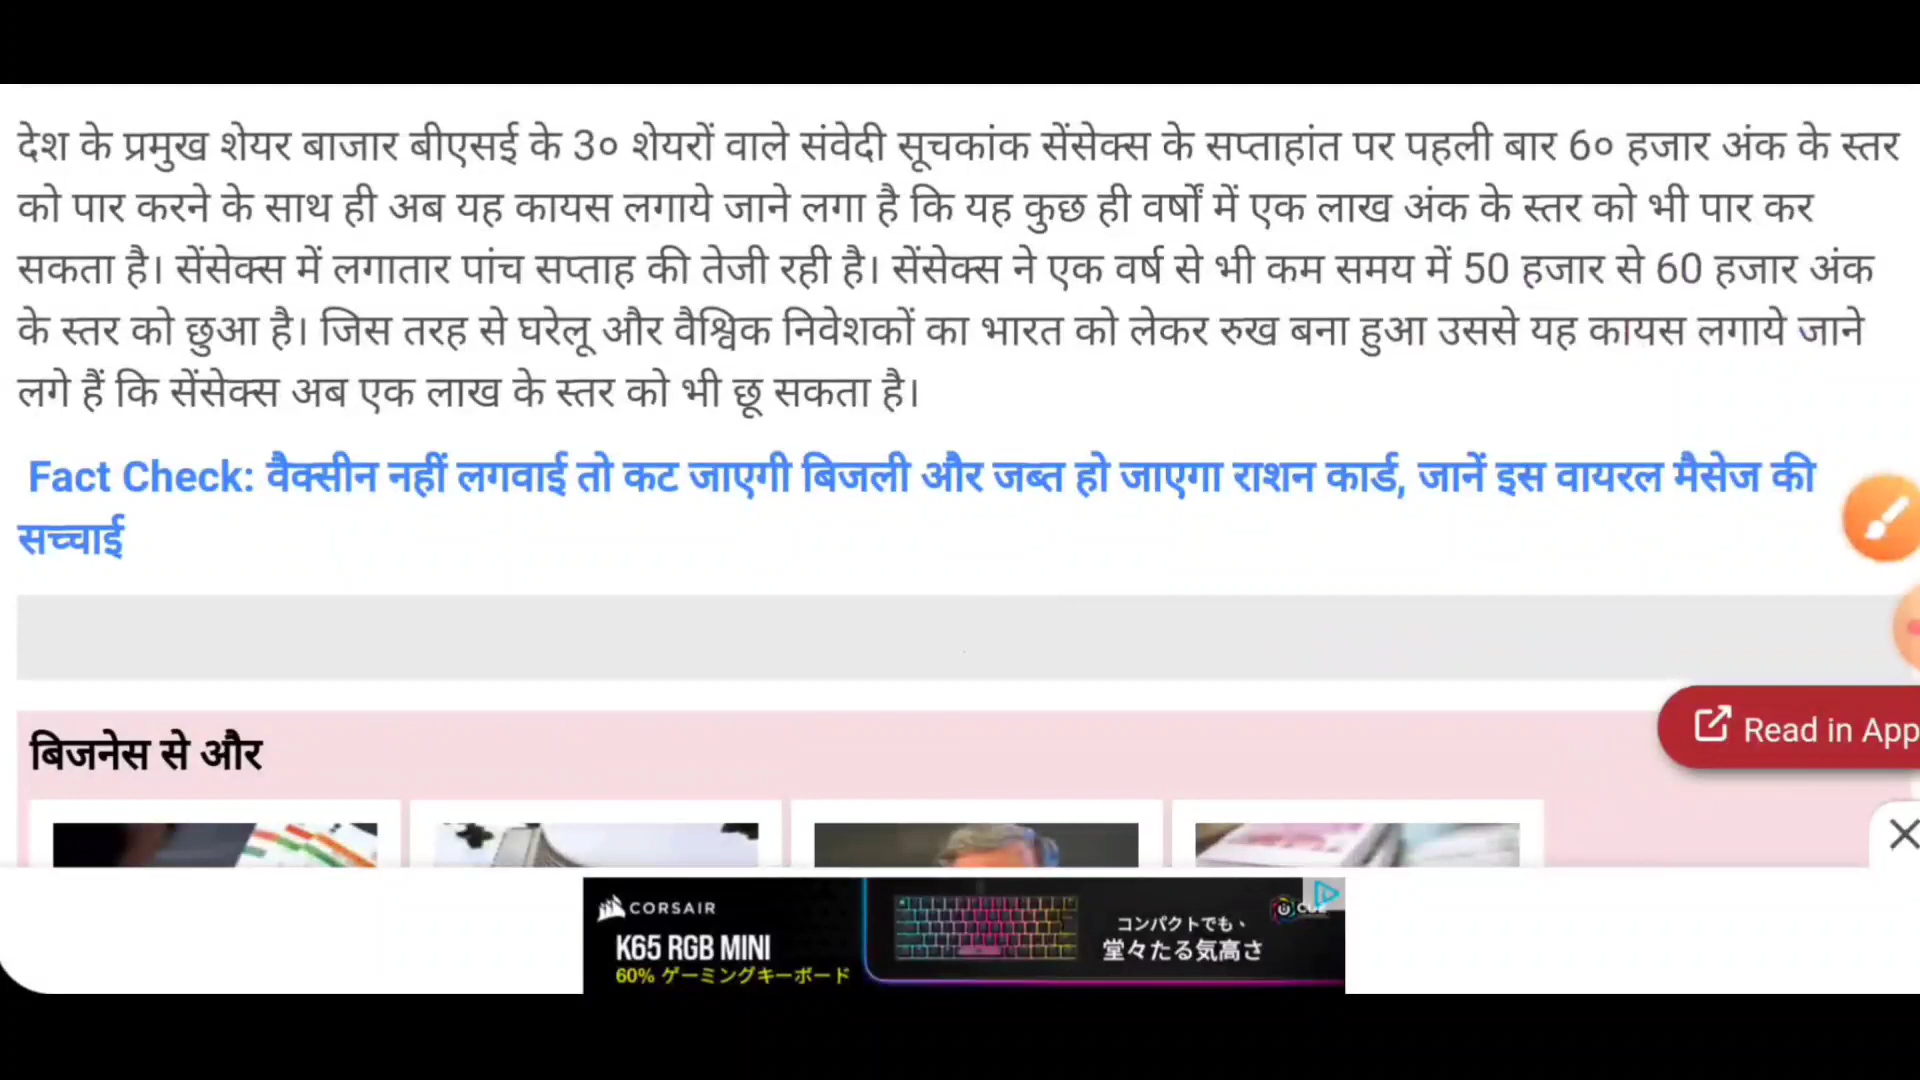 देश के प्रमुख शेयर बाजार बीएसई के 3० शेयरों वाले संवेदी सूचकांक सेंसेक्स के सप्ताहांत पर पहली बार 6० हजार अंक के स्तर
को पार करने के साथ ही अब यह कायस लगाये जाने लगा है कि यह कुछ ही वर्षों में एक लाख अंक के स्तर को भी पार कर
सकता है। सेंसेक्स में लगातार पांच सप्ताह की तेजी रही है। सेंसेक्स ने एक वर्ष से भी कम समय में 50 हजार से 60 हजार अंक
के स्तर को छुआ है। जिस तरह से घरेलू और वैश्विक निवेशकों का भारत को लेकर रुख बना हुआ उससे यह कायस लगाये जाने
लगे हैं कि सेंसेक्स अब एक लाख के स्तर को भी छू सकता है।
Fact Check: वैक्सीन नहीं लगवाई तो कट जाएगी बिजली और जब्त हो जाएगा राशन कार्ड, जानें इस वायरल मैसेज की
सच्चाई
Read in App
बिजनेस से और
CORSAIR
K65 RGB MINI
60% ゲーミングキーボード
コンパクトでも、
堂々たる気高さ